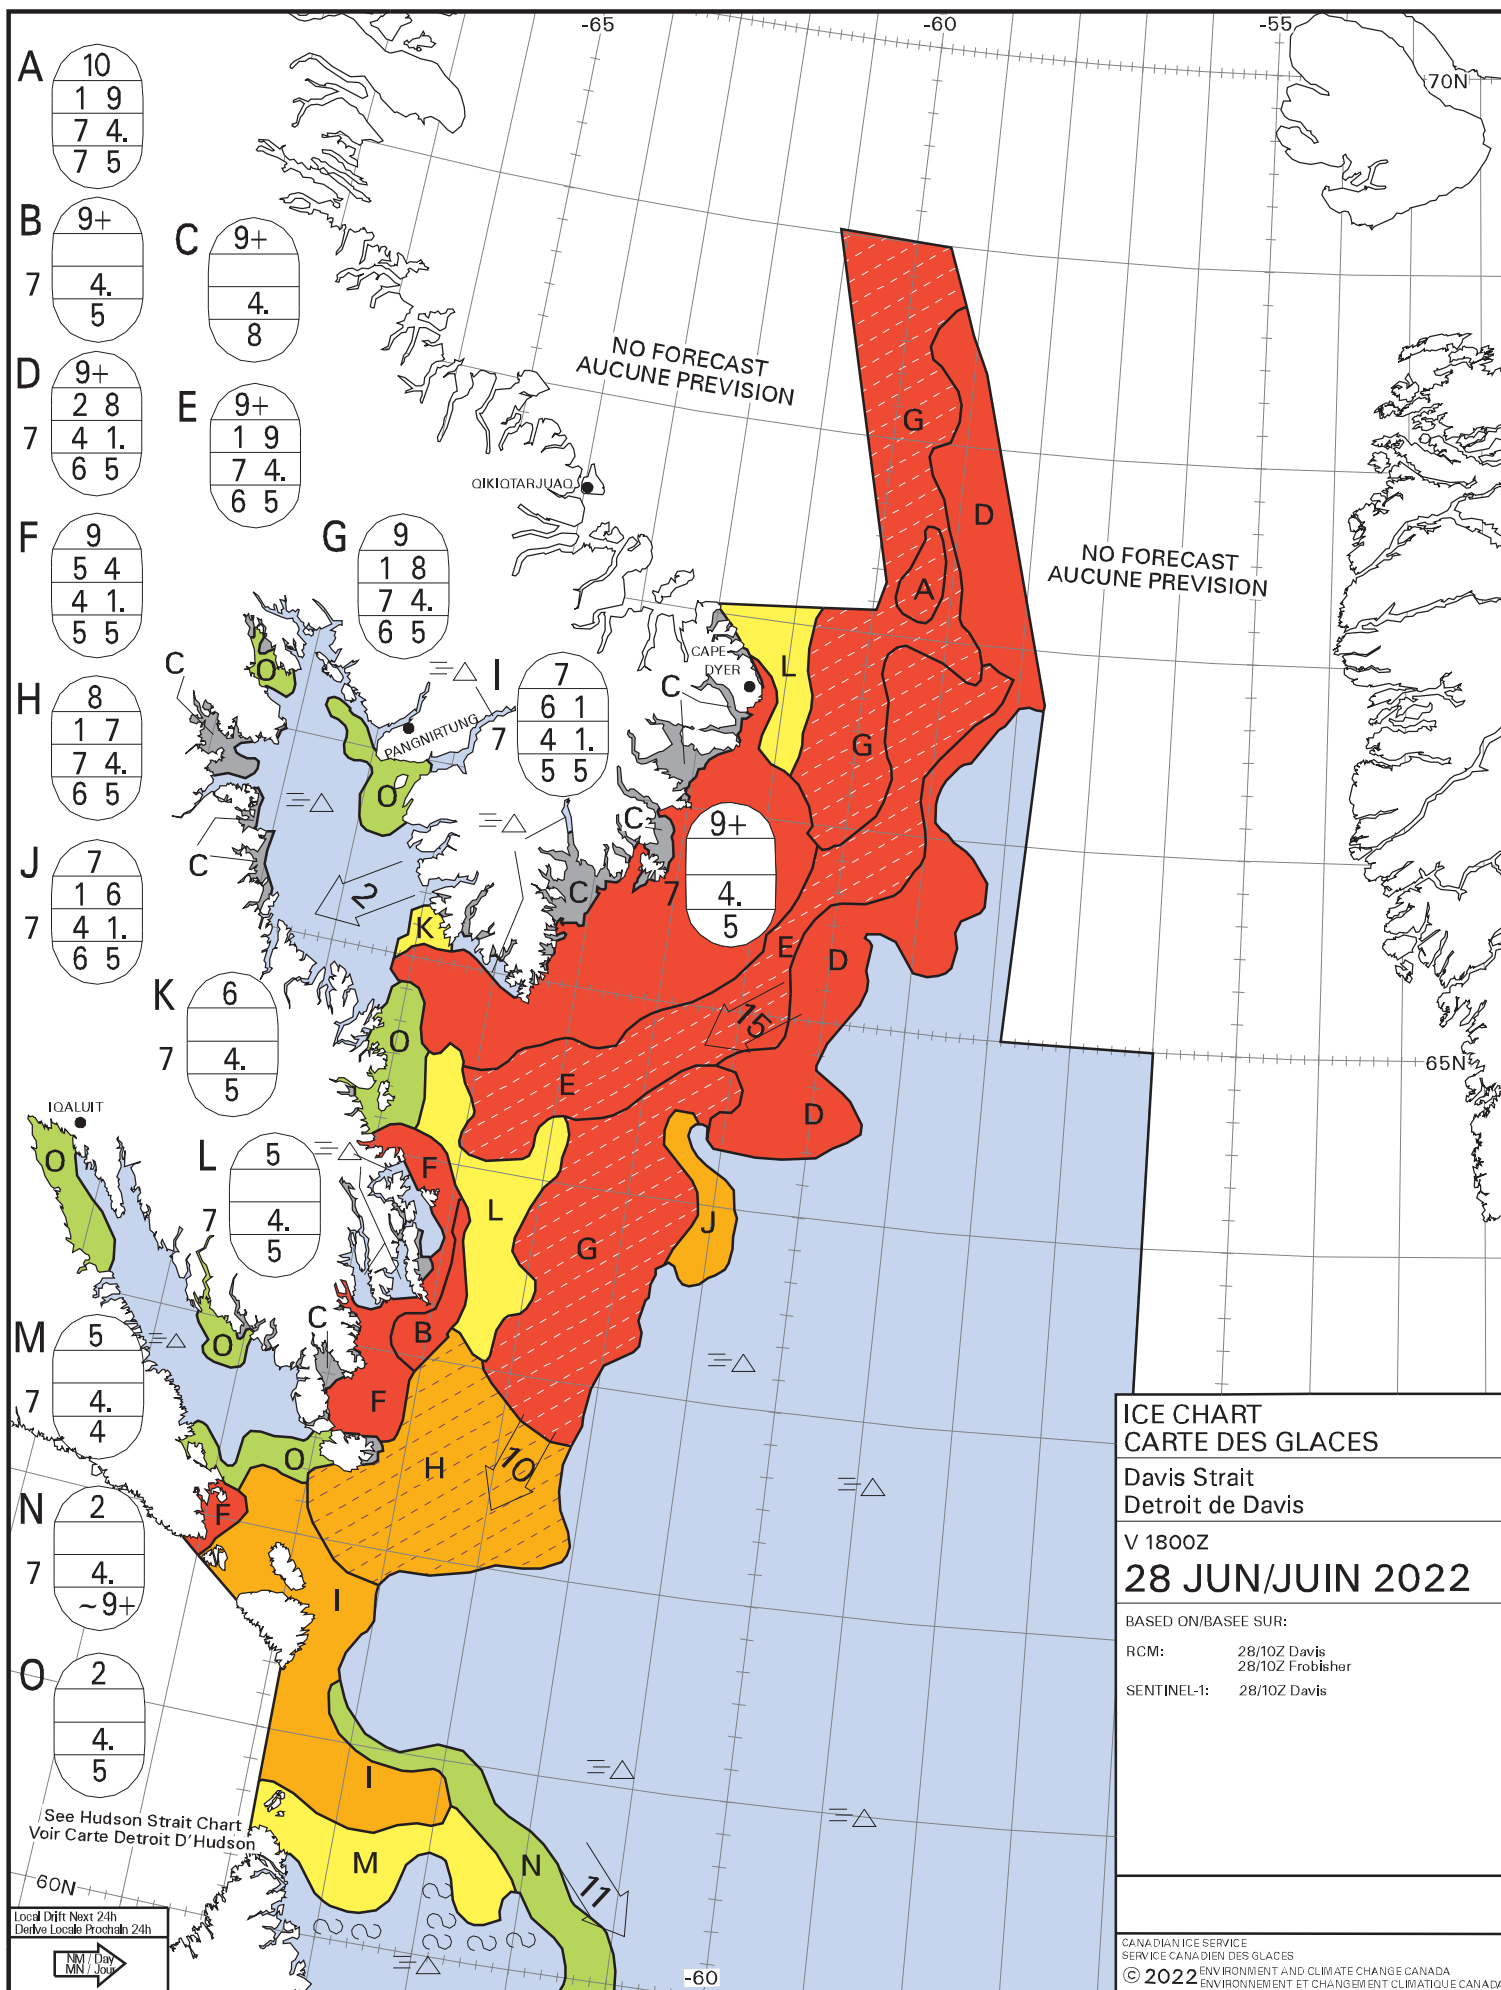 -65
-60
-55
70N
A
10
1 9
7 4.
7 5
B
9+
7
4.
5
C
9+
4.
8
D
9+
2 8
7
4 1.
6 5
E
9+
1 9
7 4.
6 5
F
9
5 4
4 1.
5 5
G
9
1 8
7 4.
6 5
H
8
1 7
7 4.
6 5
I
7
6 1
7
4 1.
5 5
J
7
1 6
7
4 1.
6 5
K
6
7
4.
5
L
5
7
4.
5
M
5
7
4.
4
N
2
7
4.
~9+
O
2
4.
5
NO FORECAST
AUCUNE PREVISION
NO FORECAST
AUCUNE PREVISION
QIKIQTARJUAQ
CAPE
DYER
PANGNIRTUNG
IQALUIT
G
D
A
L
G
C
C
C
C
C
O
O
9+
7
4.
5
2
K
E
D
15
O
E
D
65N
O
F
L
G
J
O
C
B
F
O
H
10
F
I
I
M
N
11
See Hudson Strait Chart
Voir Carte Detroit D'Hudson
60N
-60
Local Drift Next 24h
Derive Locale Prochain 24h
NM / Day
MN / Jour
ICE CHART
CARTE DES GLACES
Davis Strait
Detroit de Davis
V 1800Z
28 JUN/JUIN 2022
BASED ON/BASEE SUR:
RCM: 28/10Z Davis
28/10Z Frobisher
SENTINEL-1: 28/10Z Davis
CANADIAN ICE SERVICE
SERVICE CANADIEN DES GLACES
© 2022 ENVIRONMENT AND CLIMATE CHANGE CANADA
ENVIRONNEMENT ET CHANGEMENT CLIMATIQUE CANADA